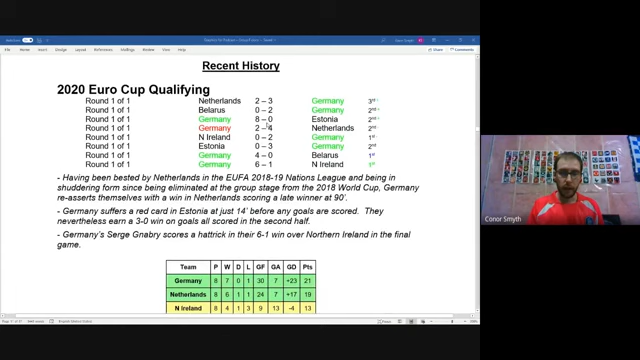 Recent History
2020 Euro Cup Qualifying
Round 1 of 1 Netherlands 2 – 3 Germany 3rd
Round 1 of 1 Belarus 0 – 2 Germany 2nd
Round 1 of 1 Germany 8 – 0 Estonia 2nd
Round 1 of 1 Germany 2 – 4 Netherlands 2nd
Round 1 of 1 N Ireland 0 – 2 Germany 1st
Round 1 of 1 Estonia 0 – 3 Germany 2nd
Round 1 of 1 Germany 4 – 0 Belarus 1st
Round 1 of 1 Germany 6 – 1 N Ireland 1st
- Having been bested by Netherlands in the EUFA 2018-19 Nations League and being in
shuddering form since being eliminated at the group stage from the 2018 World Cup, Germany
re-asserts themselves with a win in Netherlands scoring a late winner at 90'.
- Germany suffers a red card in Estonia at just 14' before any goals are scored. They
nevertheless earn a 3-0 win on goals all scored in the second half.
- Germany's Serge Gnabry scores a hattrick in their 6-1 win over Northern Ireland in the final
game.
Team P W D L GF GA GD Pts
Germany 8 7 0 1 30 7 +23 21
Netherlands 8 6 1 1 24 7 +17 19
N Ireland 8 4 1 3 9 13 -4 13
Conor Smyth